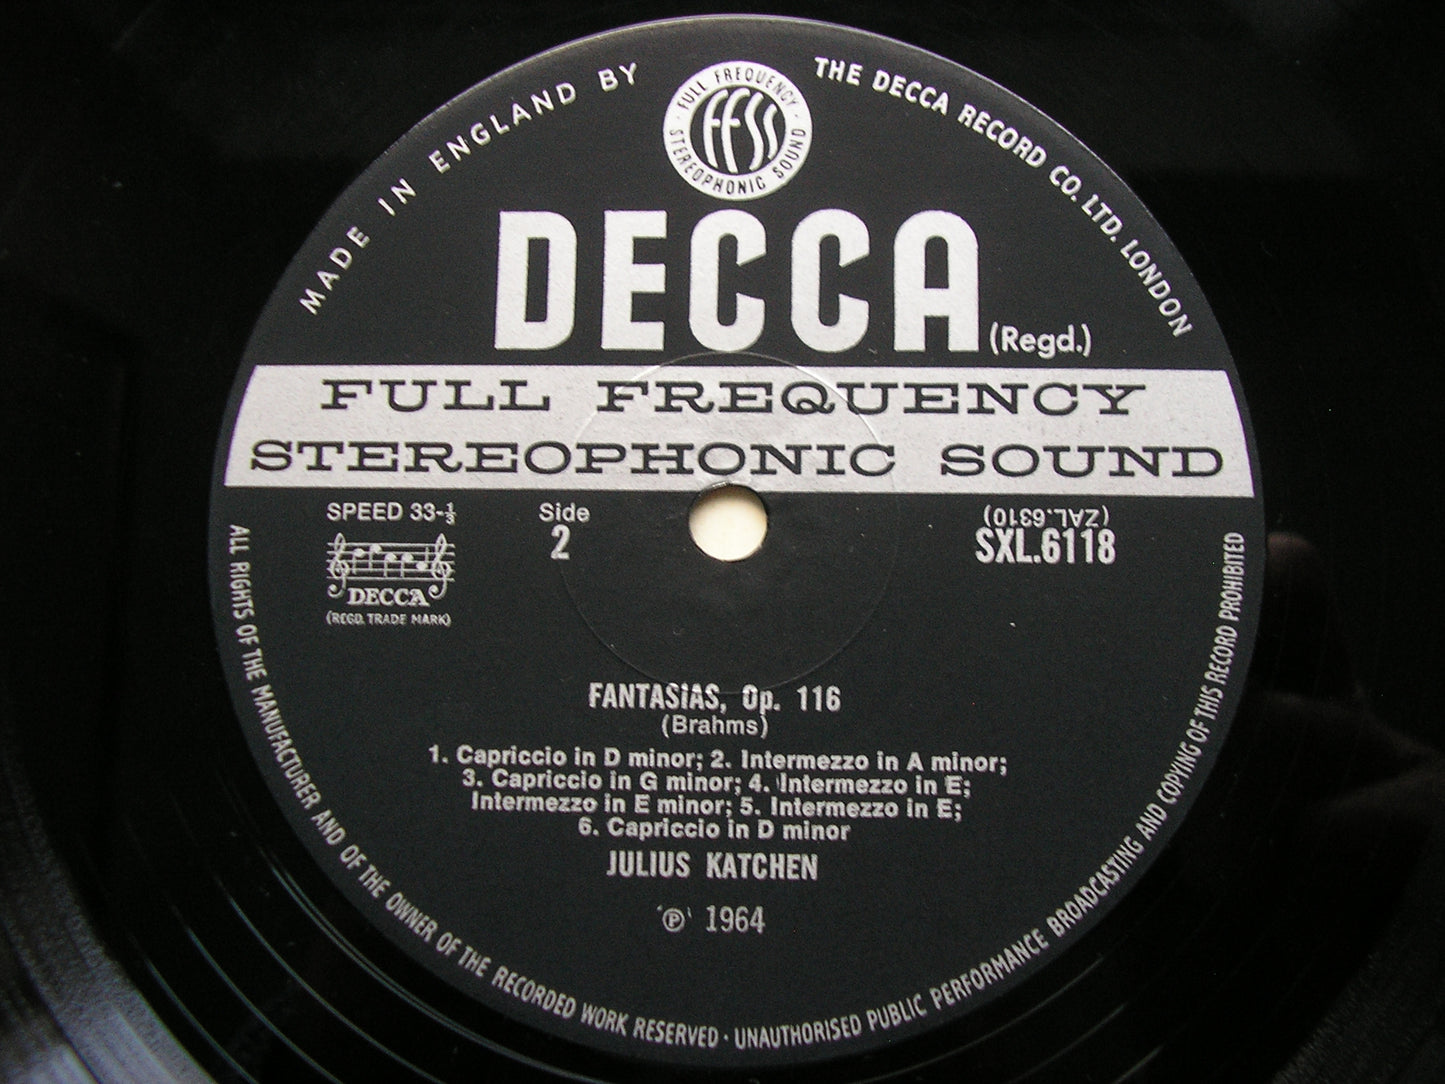 MADE IN ENGLAND BY
THE DECCA RECORD CO. LTD. LONDON
FULL FREQUENCY
FFSS
STEREOPHONIC SOUND
DECCA (Regd.)
FULL FREQUENCY
STEREOPHONIC SOUND
SPEED 33-⅓
Side
2
(ZAL.6310)
SXL.6118
DECCA
(REGD. TRADE MARK)
FANTASIAS, Op. 116
(Brahms)
1. Capriccio in D minor; 2. Intermezzo in A minor;
3. Capriccio in G minor; 4. Intermezzo in E;
Intermezzo in E minor; 5. Intermezzo in E;
6. Capriccio in D minor
JULIUS KATCHEN
℗ 1964
ALL RIGHTS OF THE MANUFACTURER AND OF THE OWNER OF THE RECORDED WORK RESERVED · UNAUTHORISED PUBLIC PERFORMANCE BROADCASTING AND COPYING OF THIS RECORD PROHIBITED